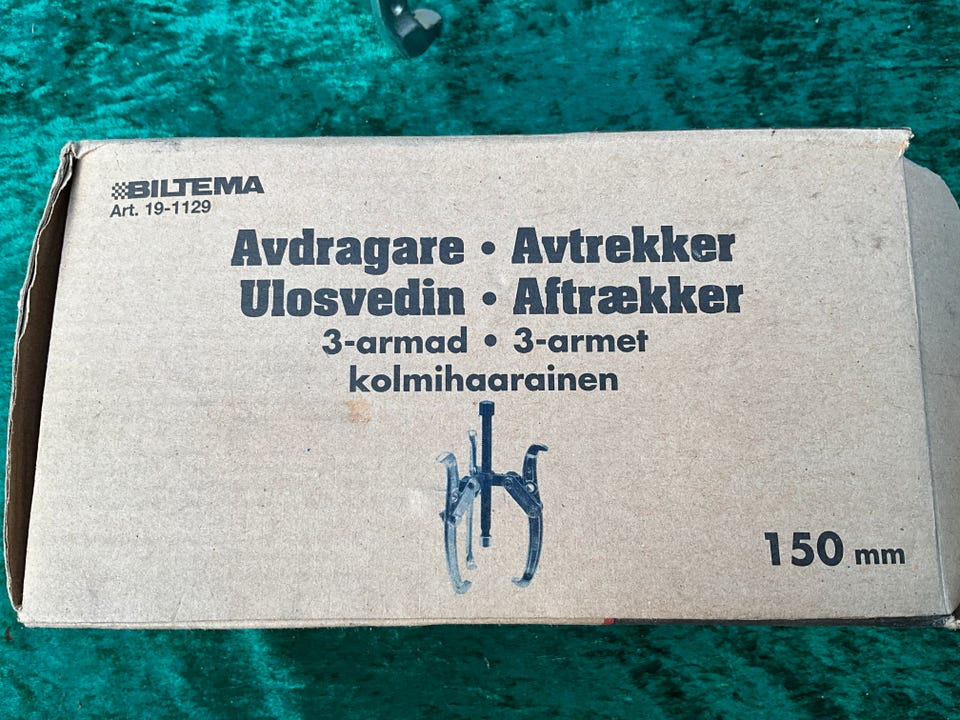 BILTEMA
Art. 19-1129
Avdragare • Avtrekker
Ulosvedin • Aftrækker
3-armad • 3-armet
kolmihaarainen
150 mm